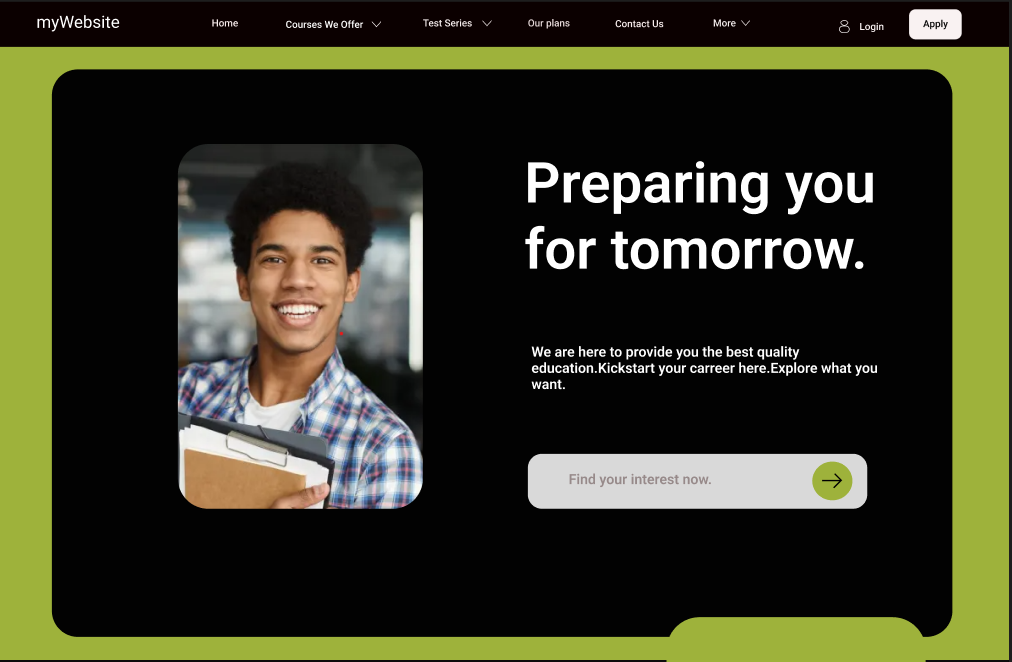 myWebsite
Home
Courses We Offer
Test Series
Our plans
Contact Us
More
Login
Apply
Preparing you
for tomorrow.
We are here to provide you the best quality
education.Kickstart your carreer here.Explore what you
want.
Find your interest now.